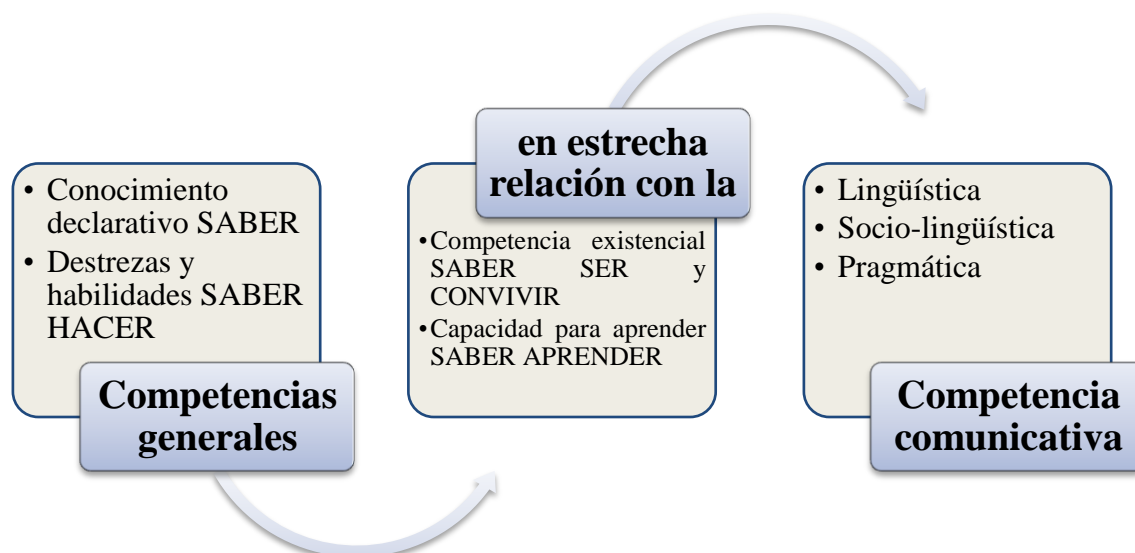 • Conocimiento
declarativo SABER
• Destrezas y
habilidades SABER
HACER
Competencias
generales
en estrecha
relación con la
•Competencia existencial
SABER SER y
CONVIVIR
•Capacidad para aprender
SABER APRENDER
• Lingüística
• Socio-lingüística
• Pragmática
Competencia
comunicativa